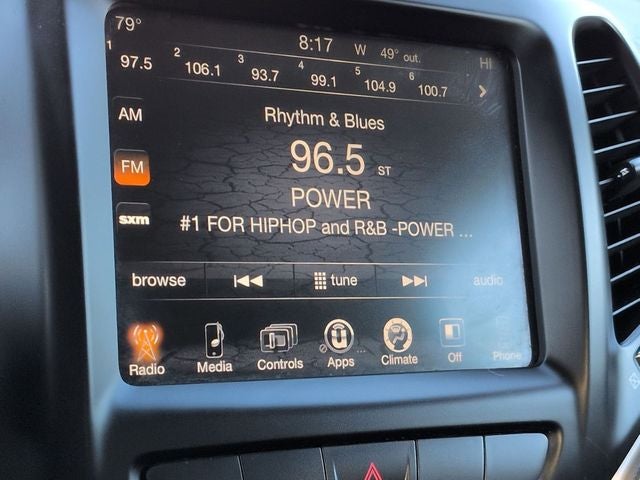 79° 8:17 W 49° out. HI
1 97.5 2 106.1 3 93.7 4 99.1 5 104.9 6 100.7
AM
Rhythm & Blues
FM
96.5 ST
POWER
sxm
#1 FOR HIPHOP and R&B -POWER ...
browse tune audio
Radio Media Controls Apps ... Climate Off Phone